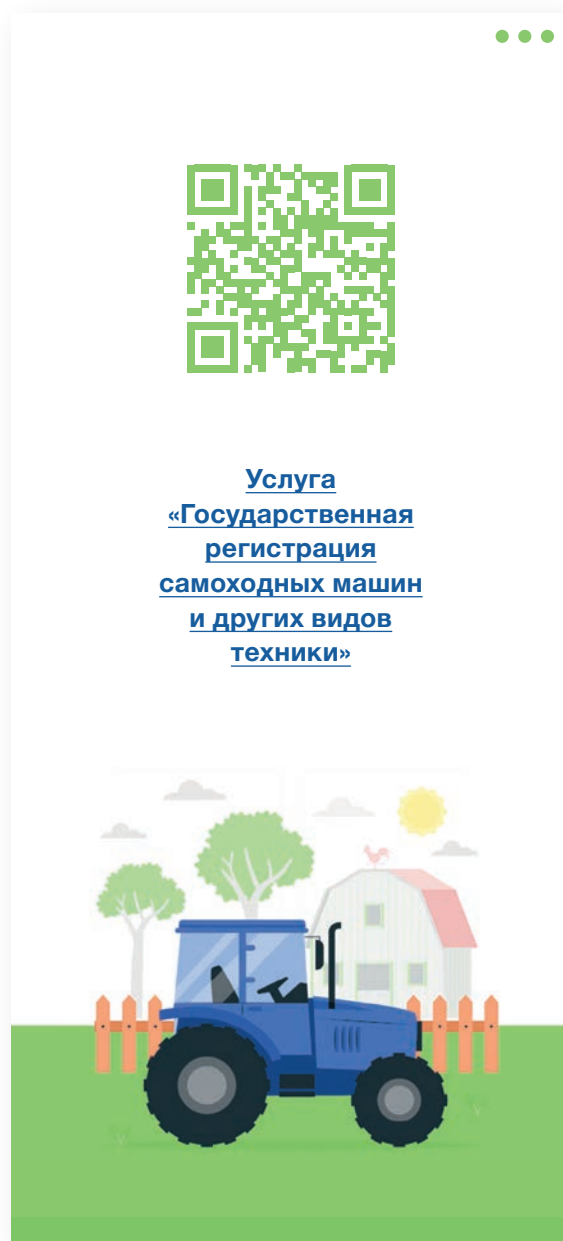 Услуга
«Государственная
регистрация
самоходных машин
и других видов
техники»